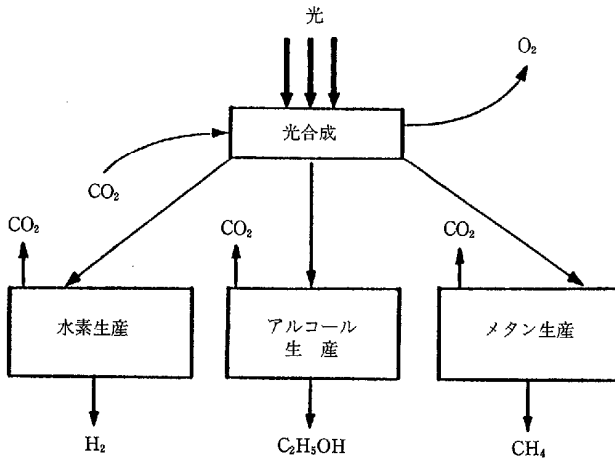 光
O₂
光合成
CO₂
CO₂
CO₂
CO₂
水素生産
アルコール
生 産
メタン生産
H₂
C₂H₅OH
CH₄